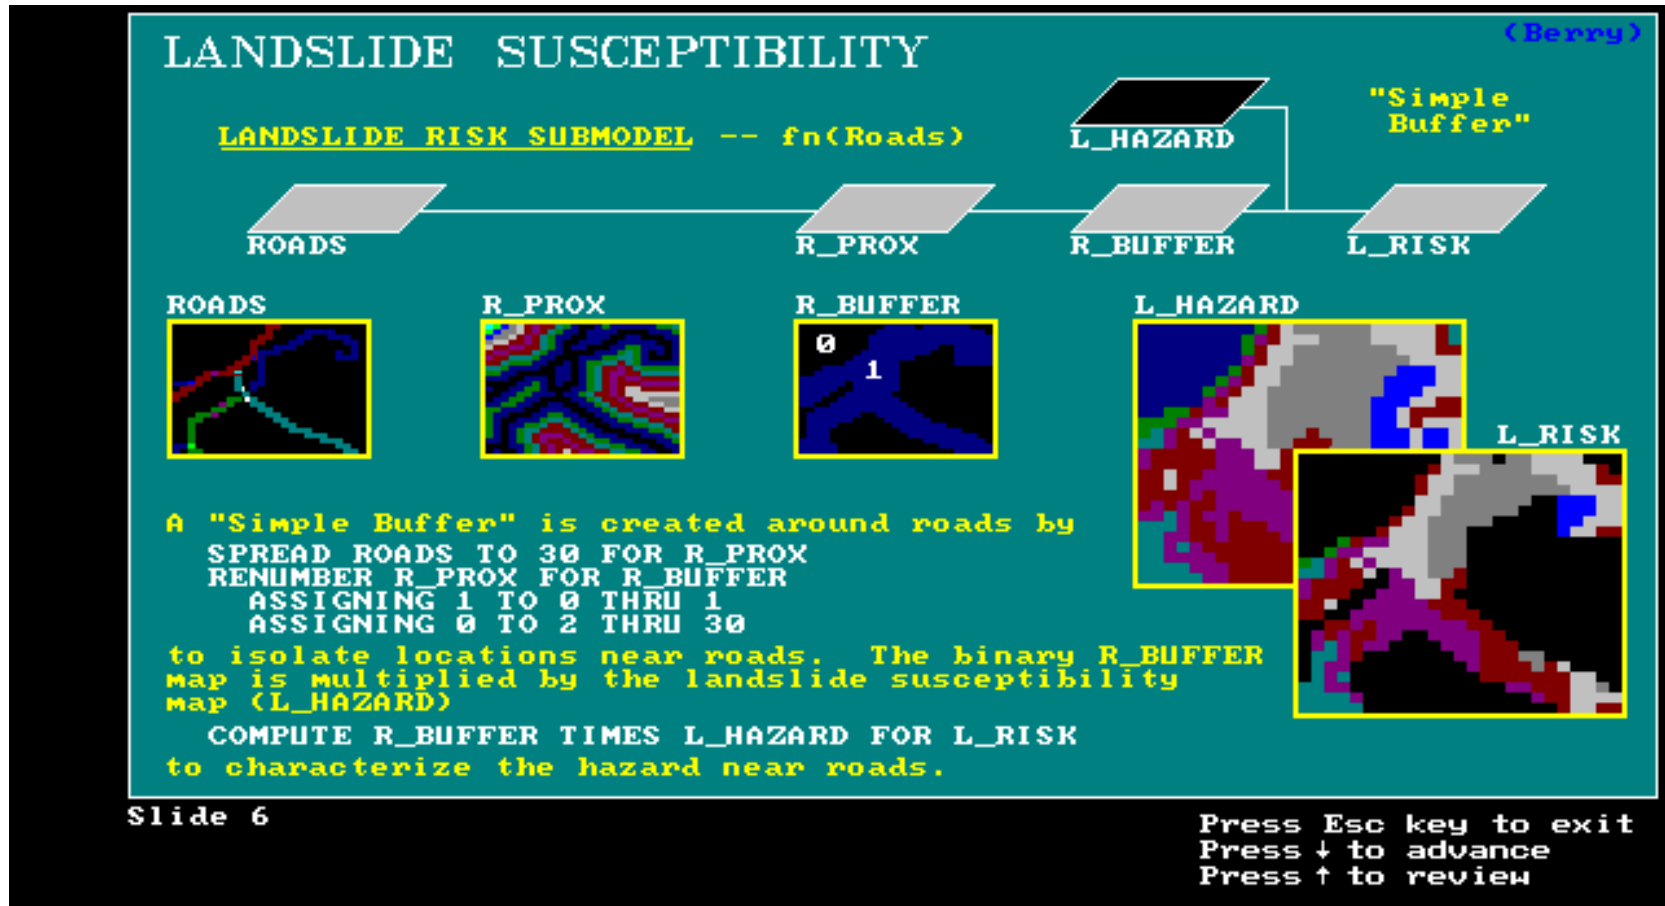 (Berry)
LANDSLIDE SUSCEPTIBILITY
"Simple
Buffer"
LANDSLIDE RISK SUBMODEL -- fn(Roads)
L_HAZARD
ROADS
R_PROX
R_BUFFER
L_RISK
ROADS
R_PROX
R_BUFFER
L_HAZARD
0
1
L_RISK
A "Simple Buffer" is created around roads by
SPREAD ROADS TO 30 FOR R_PROX
RENUMBER R_PROX FOR R_BUFFER
ASSIGNING 1 TO 0 THRU 1
ASSIGNING 0 TO 2 THRU 30
to isolate locations near roads. The binary R_BUFFER
map is multiplied by the landslide susceptibility
map (L_HAZARD)
COMPUTE R_BUFFER TIMES L_HAZARD FOR L_RISK
to characterize the hazard near roads.
Slide 6
Press Esc key to exit
Press ↓ to advance
Press ↑ to review